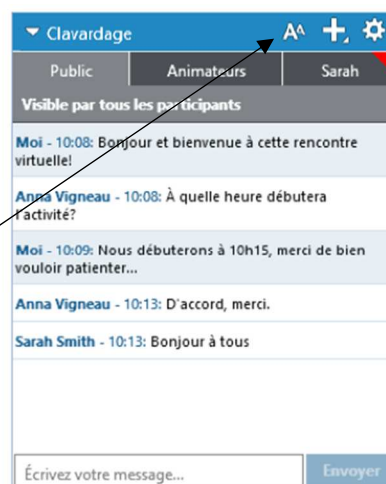 Clavardage AA
Public Animateurs Sarah
Visible par tous les participants
Moi - 10:08: Bonjour et bienvenue à cette rencontre
virtuelle!
Anna Vigneau - 10:08: À quelle heure débutera
l'activité?
Moi - 10:09: Nous débuterons à 10h15, merci de bien
vouloir patienter...
Anna Vigneau - 10:13: D'accord, merci.
Sarah Smith - 10:13: Bonjour à tous
Écrivez votre message... Envoyer